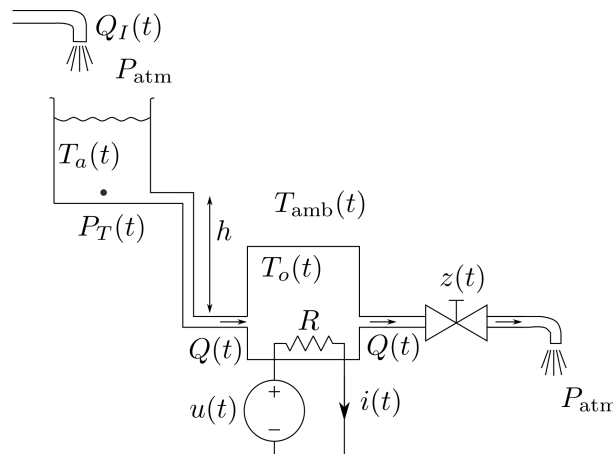 Q_I(t)
P_atm
T_a(t)
P_T(t)
h
T_amb(t)
T_o(t)
z(t)
R
Q(t)
Q(t)
+
u(t)
−
i(t)
P_atm